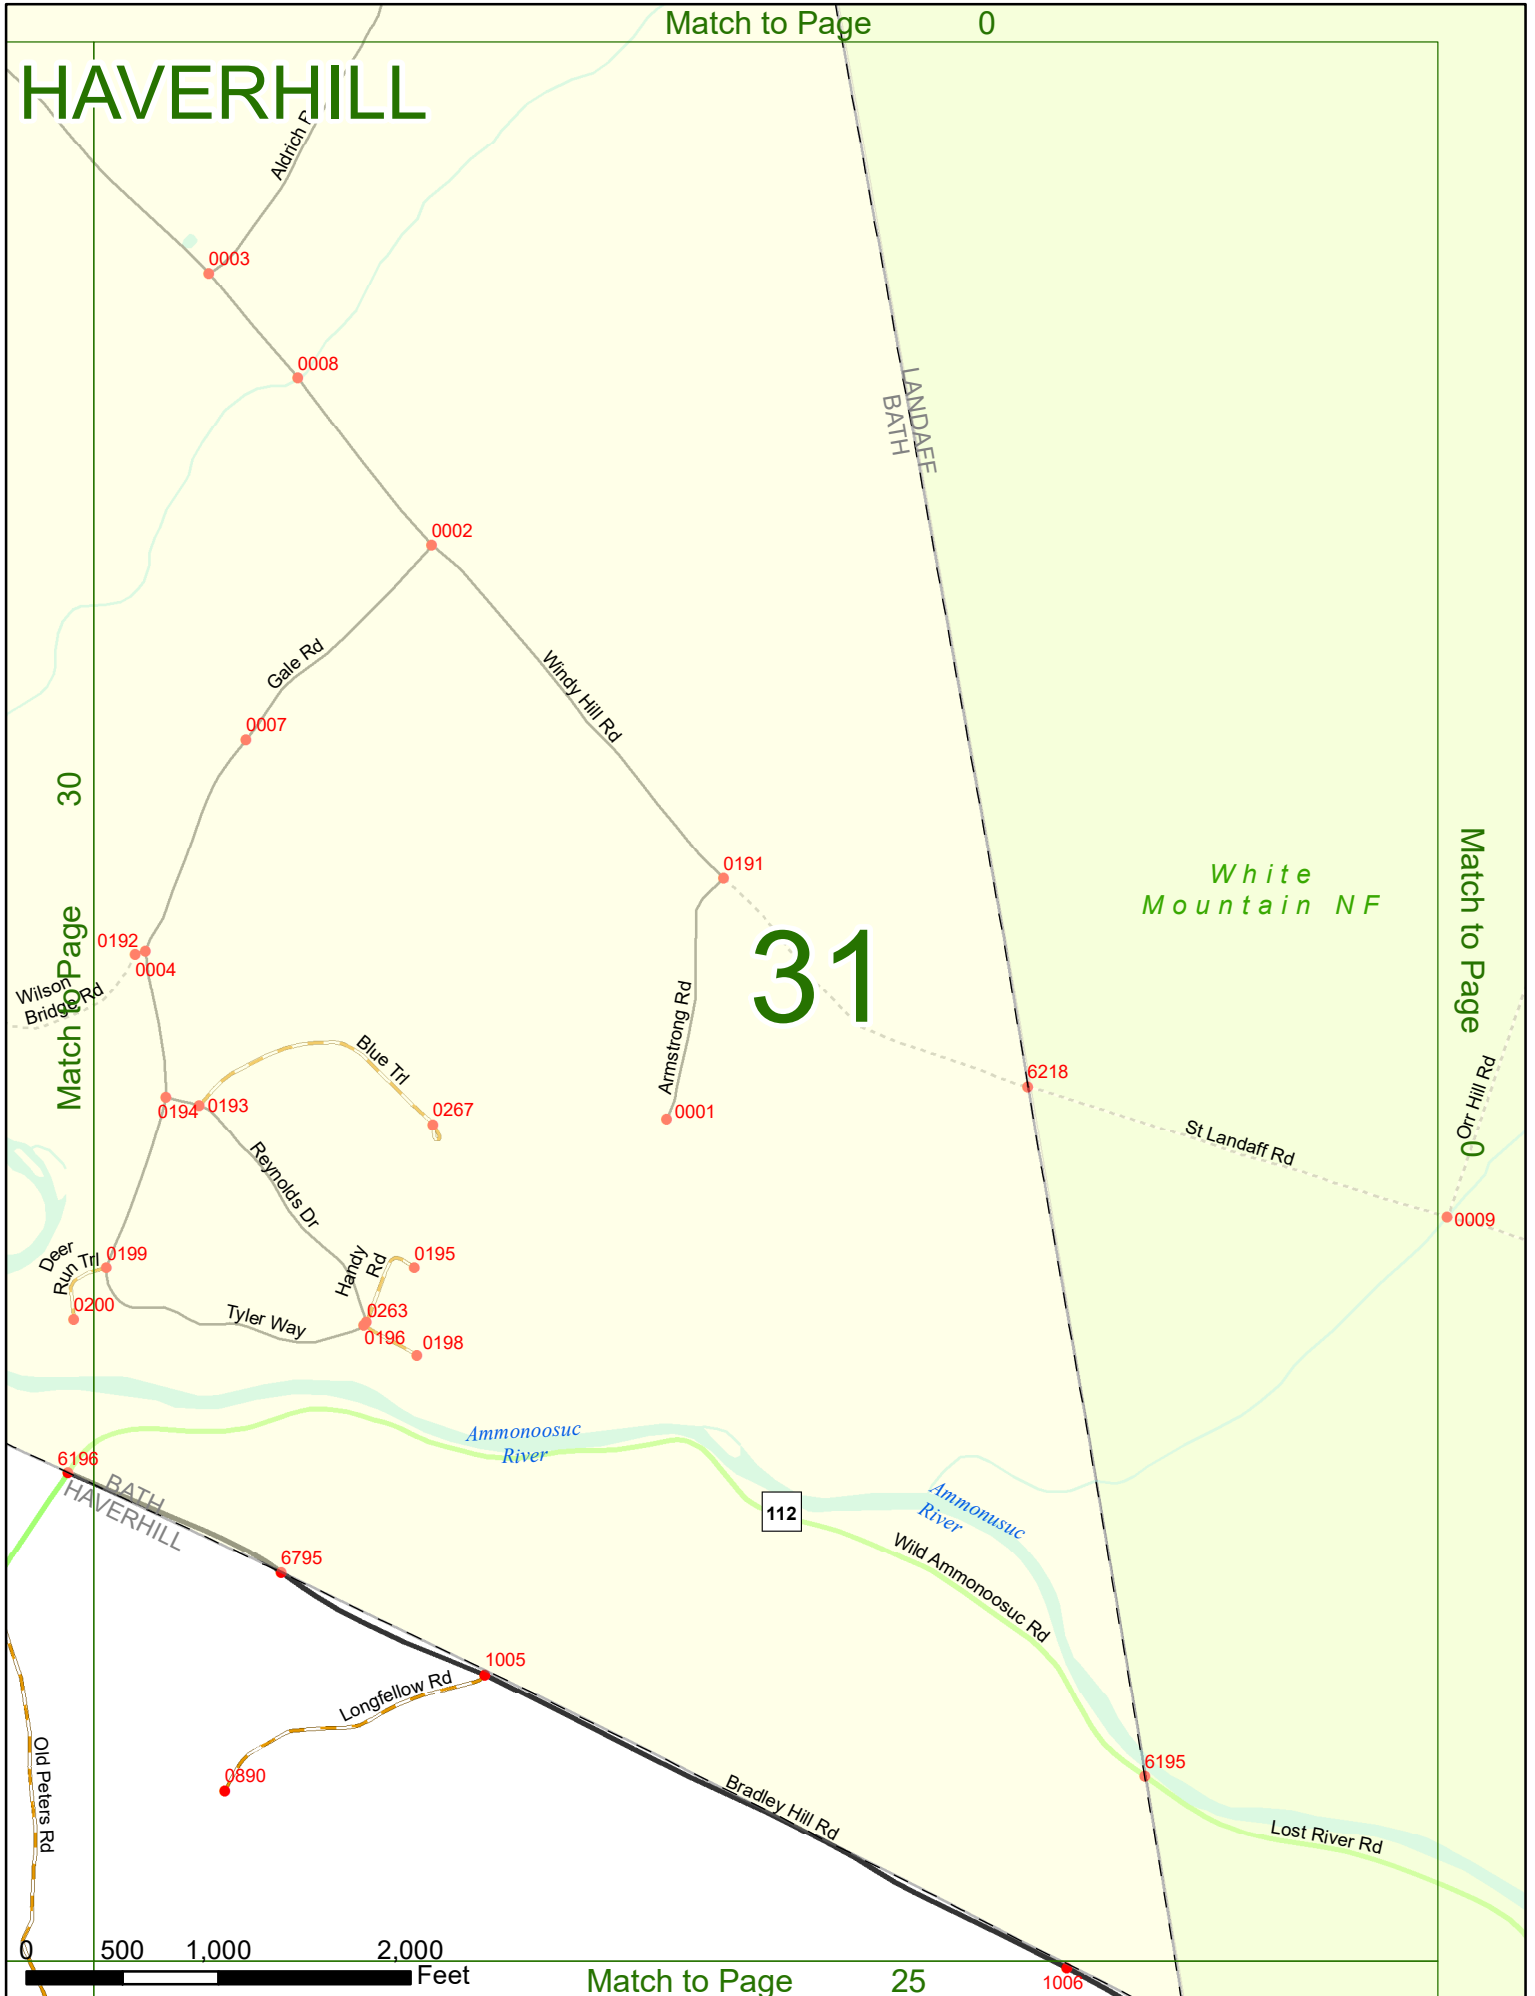 Match to Page 0
HAVERHILL
Aldrich
0003
0008
LANDAFF
BATH
0002
Gale Rd
Windy Hill Rd
0007
30
Match to Page
0191
White
Mountain NF
Match to Page
0
31
0192
0004
Wilson
Bridge Rd
Armstrong Rd
Blue Trl
6218
0194
0193
0267
0001
Orr Hill Rd
St Landaff Rd
Reynolds Dr
0009
Deer
Run Trl
0199
Handy
Rd
0195
0200
Tyler Way
0263
0196
0198
Ammonoosuc
River
6196
BATH
HAVERHILL
112
Ammonusuc
River
Wild Ammonoosuc Rd
6795
1005
Longfellow Rd
Old Peters Rd
0890
6195
Bradley Hill Rd
Lost River Rd
0 500 1,000 2,000
Feet
Match to Page 25
1006